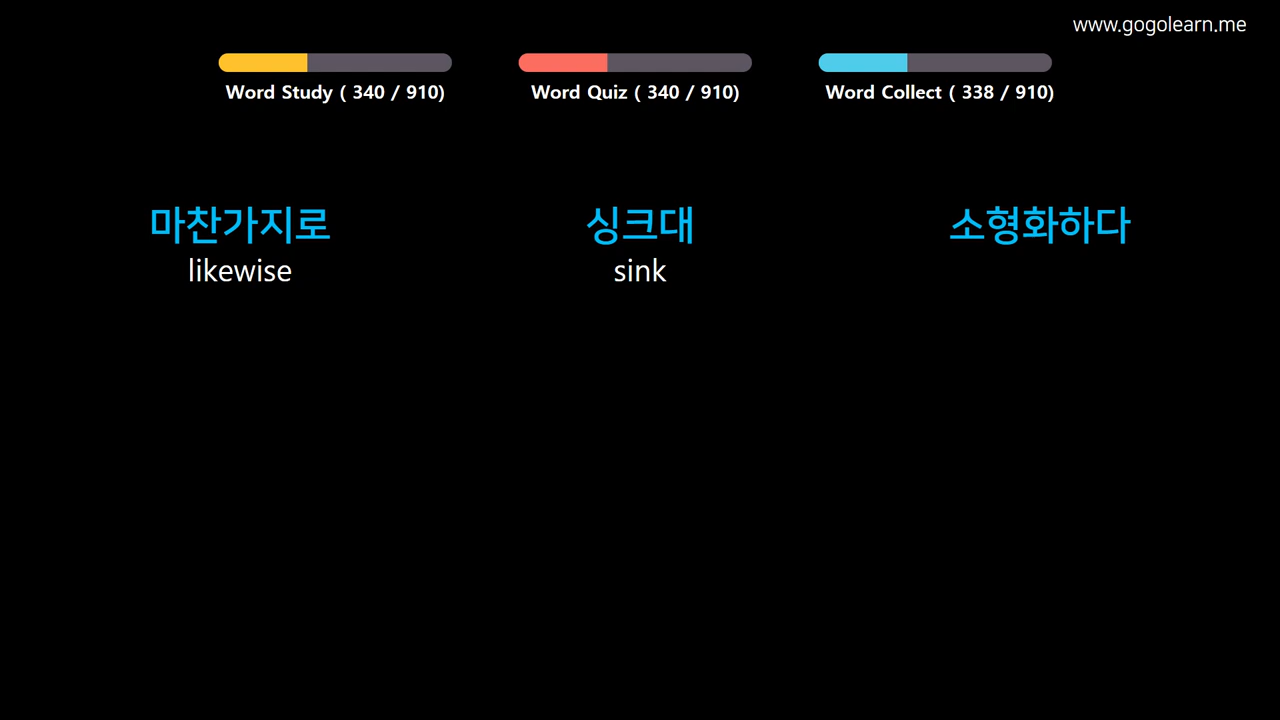 www.gogolearn.me
Word Study ( 340 / 910)
Word Quiz ( 340 / 910)
Word Collect ( 338 / 910)
마찬가지로
likewise
싱크대
sink
소형화하다